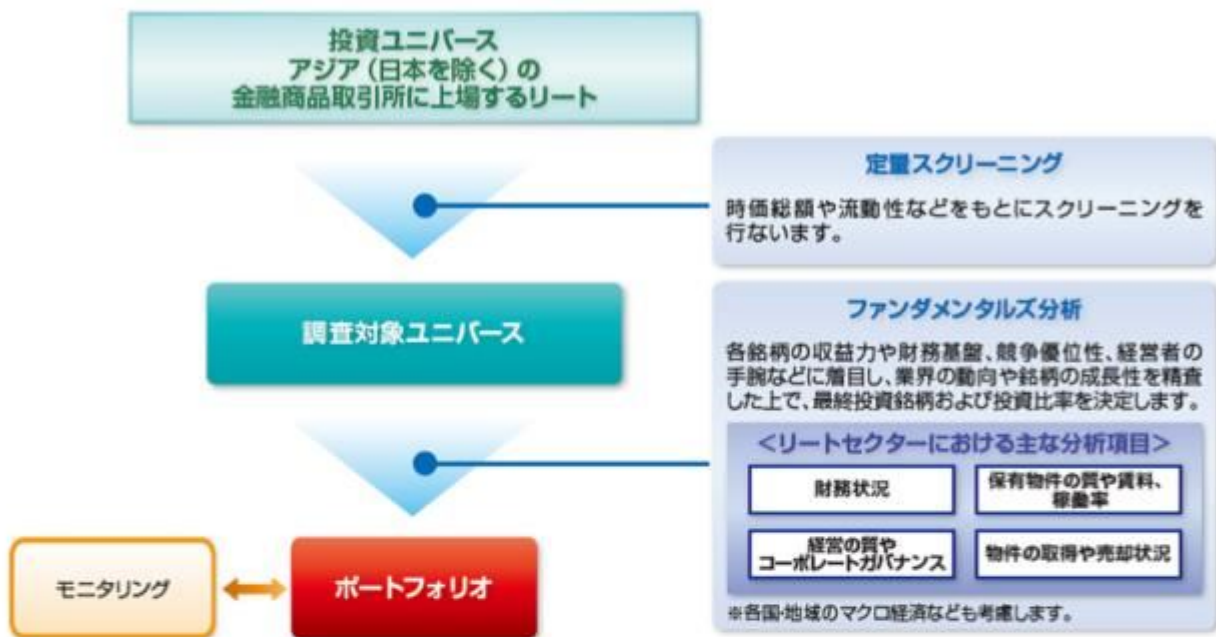 投資ユニバース
アジア（日本を除く）の
金融商品取引所に上場するリート
定量スクリーニング
時価総額や流動性などをもとにスクリーニングを
行ないます。
調査対象ユニバース
ファンダメンタルズ分析
各銘柄の収益力や財務基盤、競争優位性、経営者の
手腕などに着目し、業界の動向や銘柄の成長性を精査
した上で、最終投資銘柄および投資比率を決定します。
＜リートセクターにおける主な分析項目＞
財務状況
保有物件の質や賃料、
稼働率
経営の質や
コーポレートガバナンス
物件の取得や売却状況
※各国・地域のマクロ経済なども考慮します。
モニタリング
ポートフォリオ